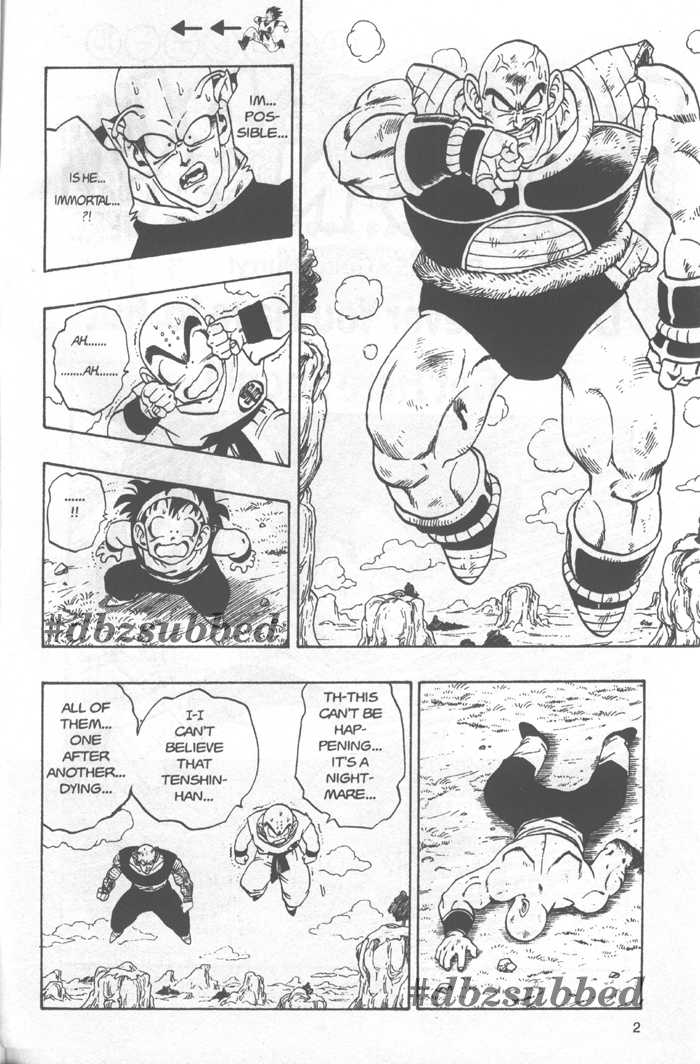 IM...
POS-
SIBLE...
IS HE...
IMMORTAL...
?!
AH......
.......AH......
......
!!
#dbzsubbed
TH-THIS
CAN'T BE
HAP-
PENING...
IT'S A
NIGHT-
MARE...
I-I
CAN'T
BELIEVE
THAT
TENSHIN-
HAN...
ALL OF
THEM...
ONE
AFTER
ANOTHER...
DYING...
#dbzsubbed
2